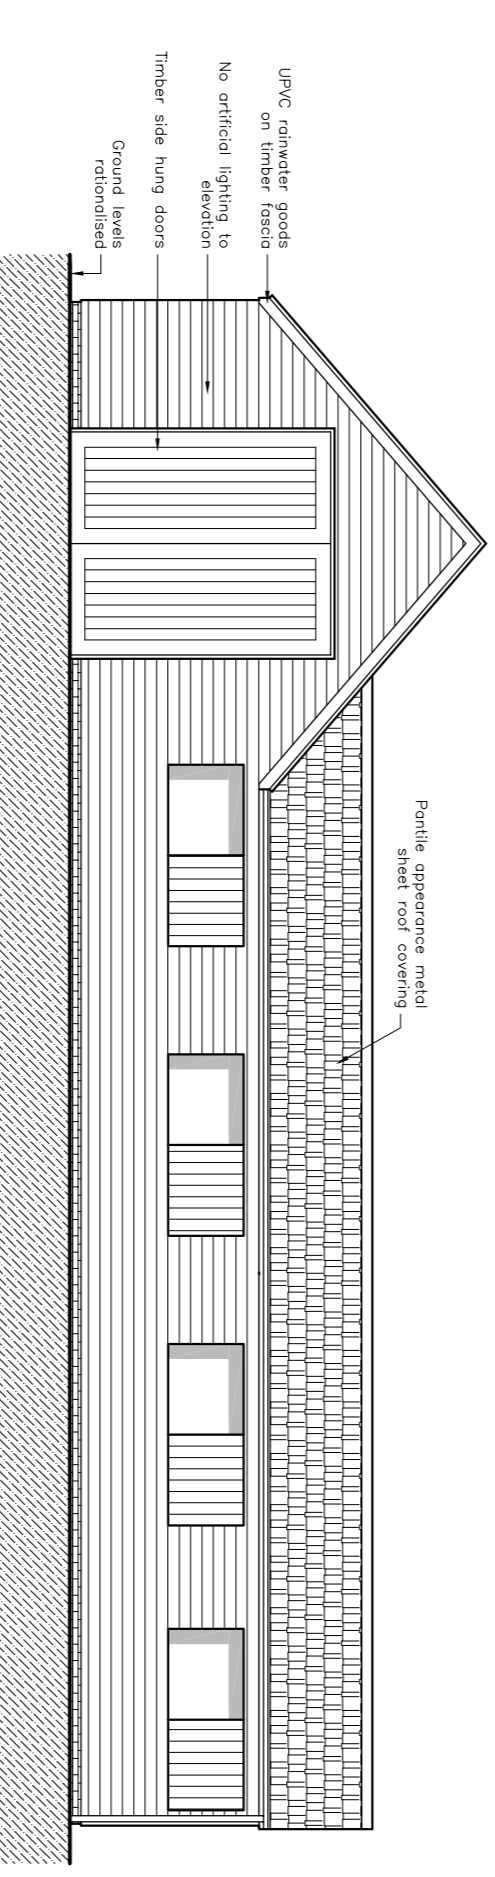 UPVC rainwater goods
on timber fascia
No artificial lighting to
elevation
Timber side hung doors
Ground levels
rationalised
Pantile appearance metal
sheet roof covering